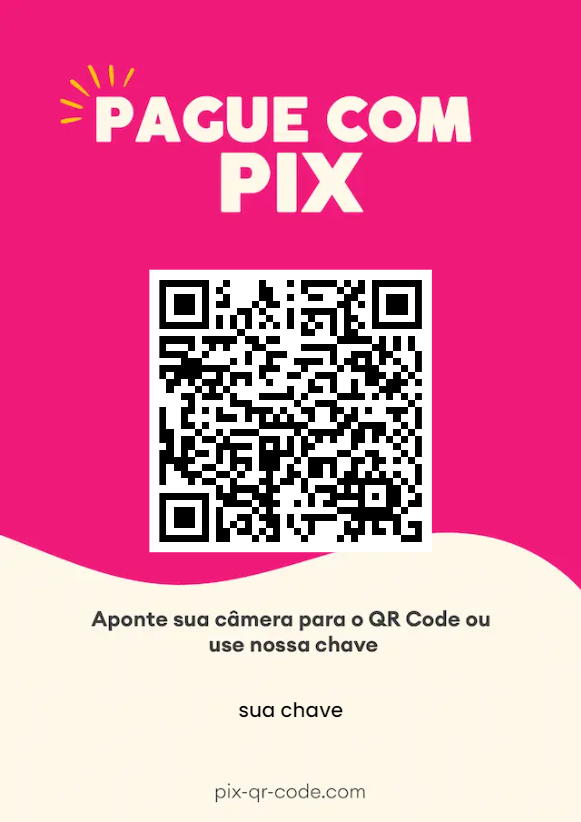 PAGUE COM
PIX
Aponte sua câmera para o QR Code ou
use nossa chave
sua chave
pix-qr-code.com